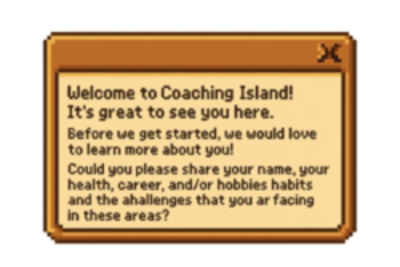 Welcome to Coaching Island!
It's great to see you here.
Before we get started, we would love
to learn more about you!
Could you please share your name, your
health, career, and/or hobbies habits
and the ahallenges that you ar facing
in these areas?